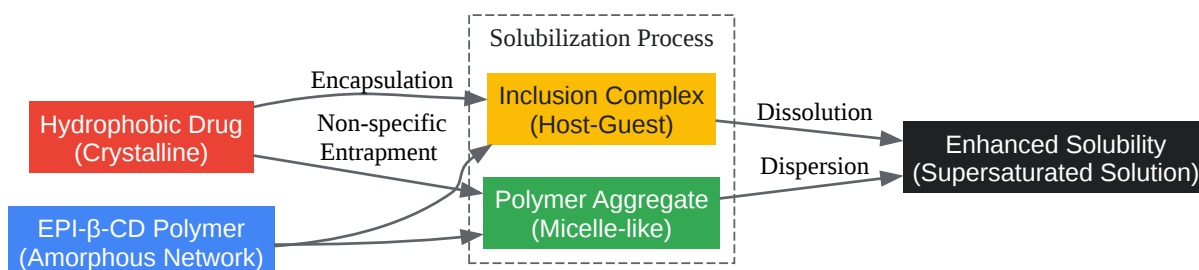 Solubilization Process
Encapsulation
Inclusion Complex
(Host-Guest)
Hydrophobic Drug
(Crystalline)
Non-specific
Entrapment
Dissolution
Enhanced Solubility
(Supersaturated Solution)
Dispersion
EPI-β-CD Polymer
(Amorphous Network)
Polymer Aggregate
(Micelle-like)